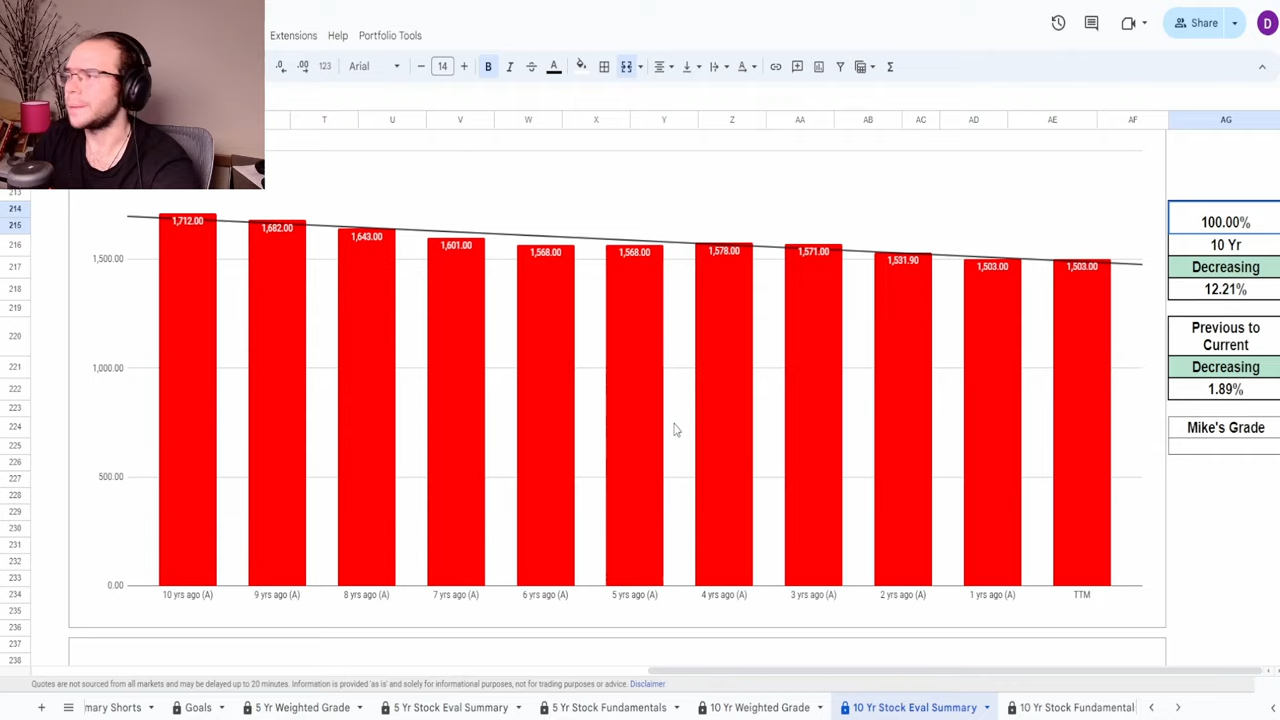 Extensions Help Portfolio Tools
Share
D
.0 .00 123 Arial 14 B I A
T U V W X Y Z AA AB AC AD AE AF AG
213
214
215
216
217
218
219
220
221
222
223
224
225
226
227
228
229
230
231
232
233
234
235
236
237
238
1,712.00 1,682.00 1,643.00 1,601.00 1,568.00 1,568.00 1,578.00 1,571.00 1,531.90 1,503.00 1,503.00
1,500.00
1,000.00
500.00
0.00
10 yrs ago (A) 9 yrs ago (A) 8 yrs ago (A) 7 yrs ago (A) 6 yrs ago (A) 5 yrs ago (A) 4 yrs ago (A) 3 yrs ago (A) 2 yrs ago (A) 1 yrs ago (A) TTM
100.00%
10 Yr
Decreasing
12.21%
Previous to
Current
Decreasing
1.89%
Mike's Grade
Quotes are not sourced from all markets and may be delayed up to 20 minutes. Information is provided 'as is' and solely for informational purposes, not for trading purposes or advice. Disclaimer
mary Shorts Goals 5 Yr Weighted Grade 5 Yr Stock Eval Summary 5 Yr Stock Fundamentals 10 Yr Weighted Grade 10 Yr Stock Eval Summary 10 Yr Stock Fundamental